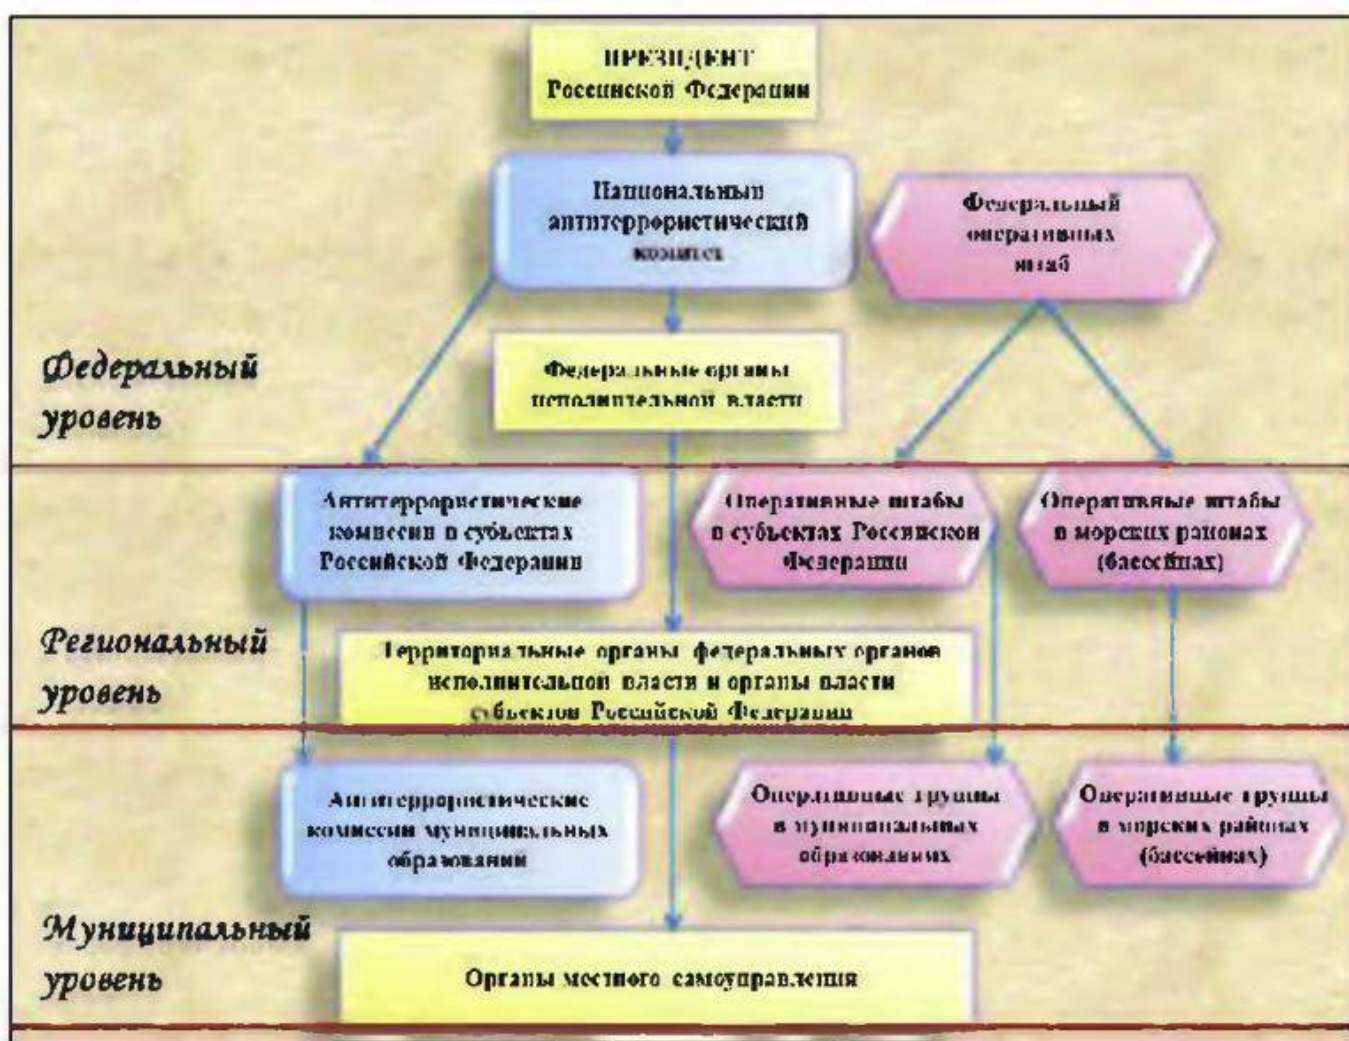 ПРЕЗИДЕНТ
Российской Федерации
Национальный
антитеррористический
комитет
Федеральный
оперативных
штаб
Федеральный
уровень
Федеральные органы
исполнительной власти
Антитеррористические
комиссии в субъектах
Российской Федерации
Оперативные штабы
в субъектах Российской
Федерации
Оперативные штабы
в морских районах
(бассейнах)
Региональный
уровень
Территориальные органы федеральных органов
исполнительной власти и органы власти
субъектов Российской Федерации
Антитеррористические
комиссии муниципальных
образований
Оперативные группы
в муниципальных
образованиях
Оперативные группы
в морских районах
(бассейнах)
Муниципальный
уровень
Органы местного самоуправления